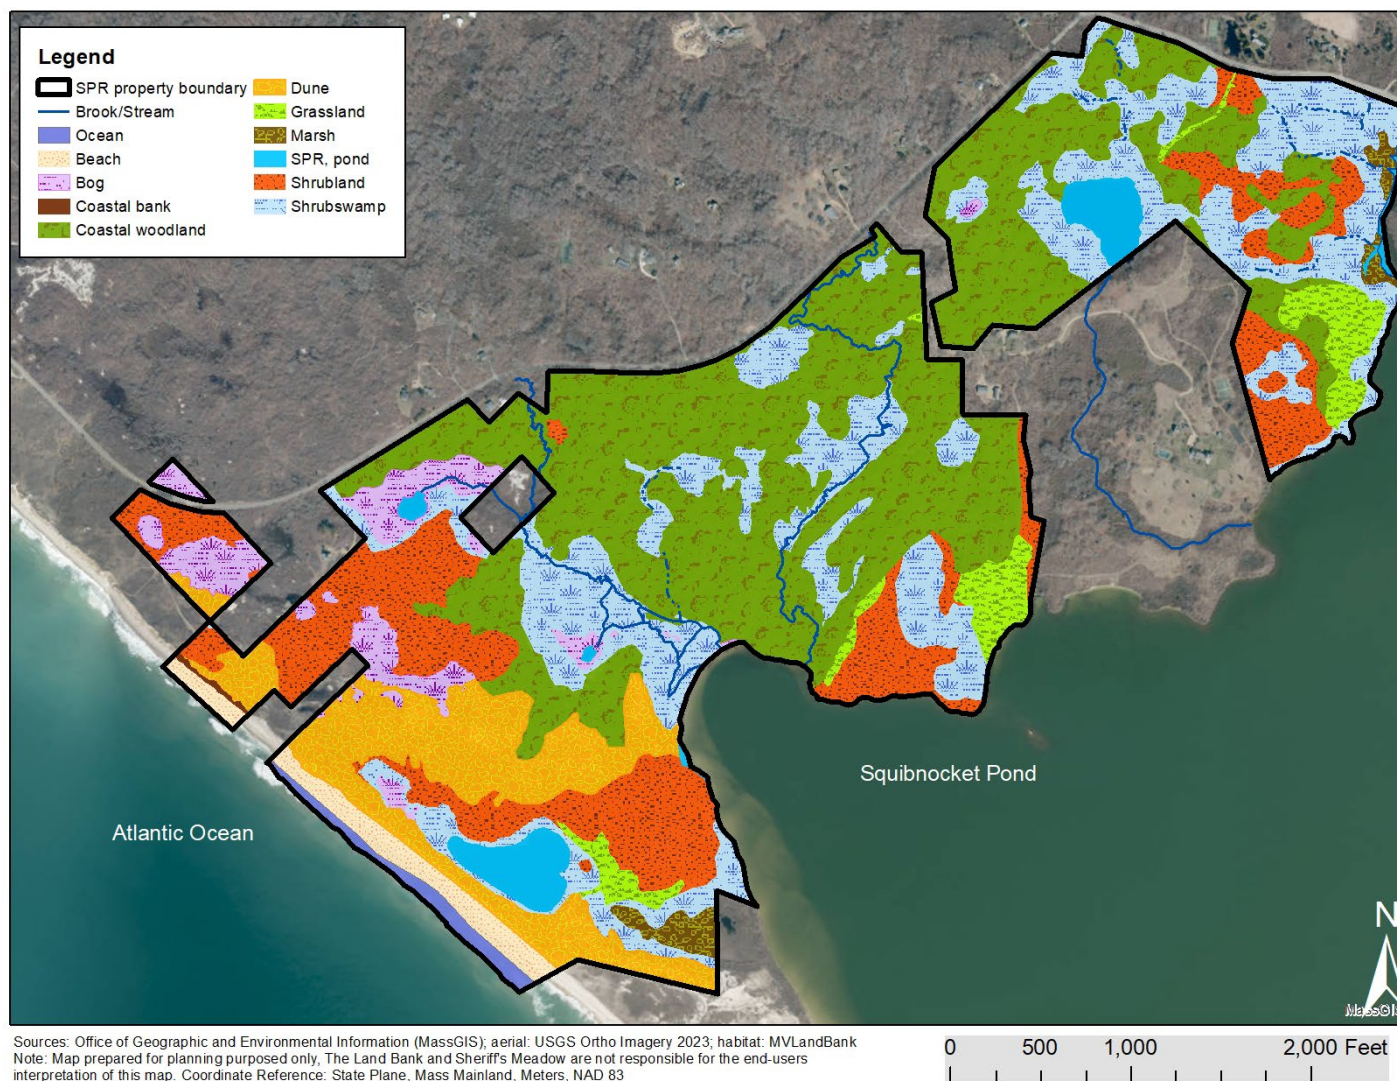 Legend
SPR property boundary
Brook/Stream
Ocean
Beach
Bog
Coastal bank
Coastal woodland
Dune
Grassland
Marsh
SPR, pond
Shrubland
Shrubswamp
Squibnocket Pond
Atlantic Ocean
N
MassGIS
Sources: Office of Geographic and Environmental Information (MassGIS); aerial: USGS Ortho Imagery 2023; habitat: MVLandBank
Note: Map prepared for planning purposed only, The Land Bank and Sheriff's Meadow are not responsible for the end-users
interpretation of this map. Coordinate Reference: State Plane, Mass Mainland, Meters, NAD 83
0 500 1,000 2,000 Feet